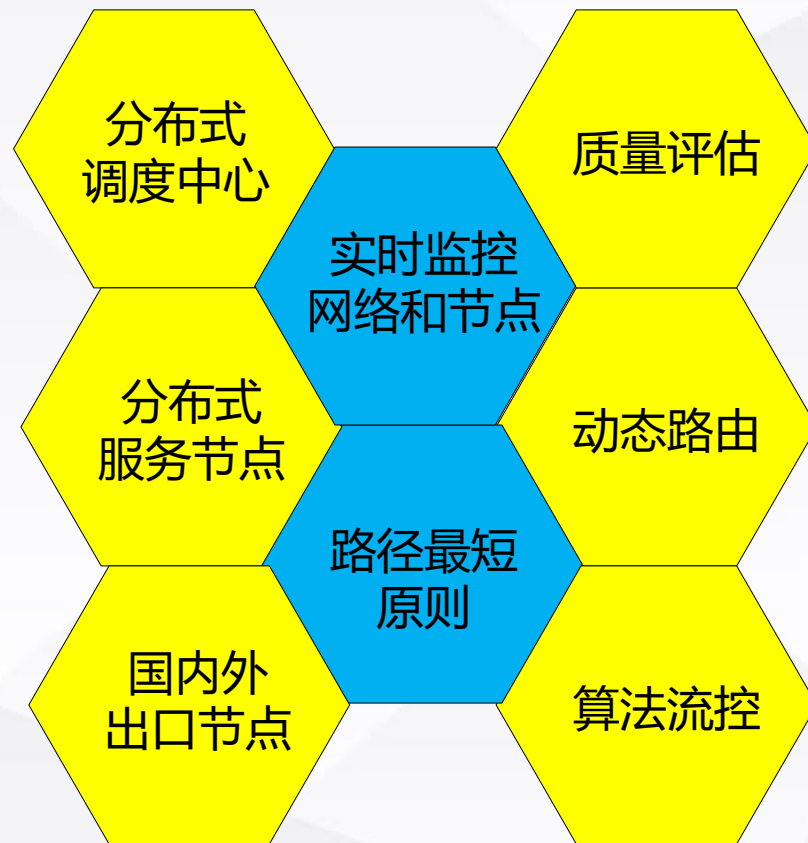 分布式
调度中心
质量评估
实时监控
网络和节点
分布式
服务节点
动态路由
路径最短
原则
国内外
出口节点
算法流控